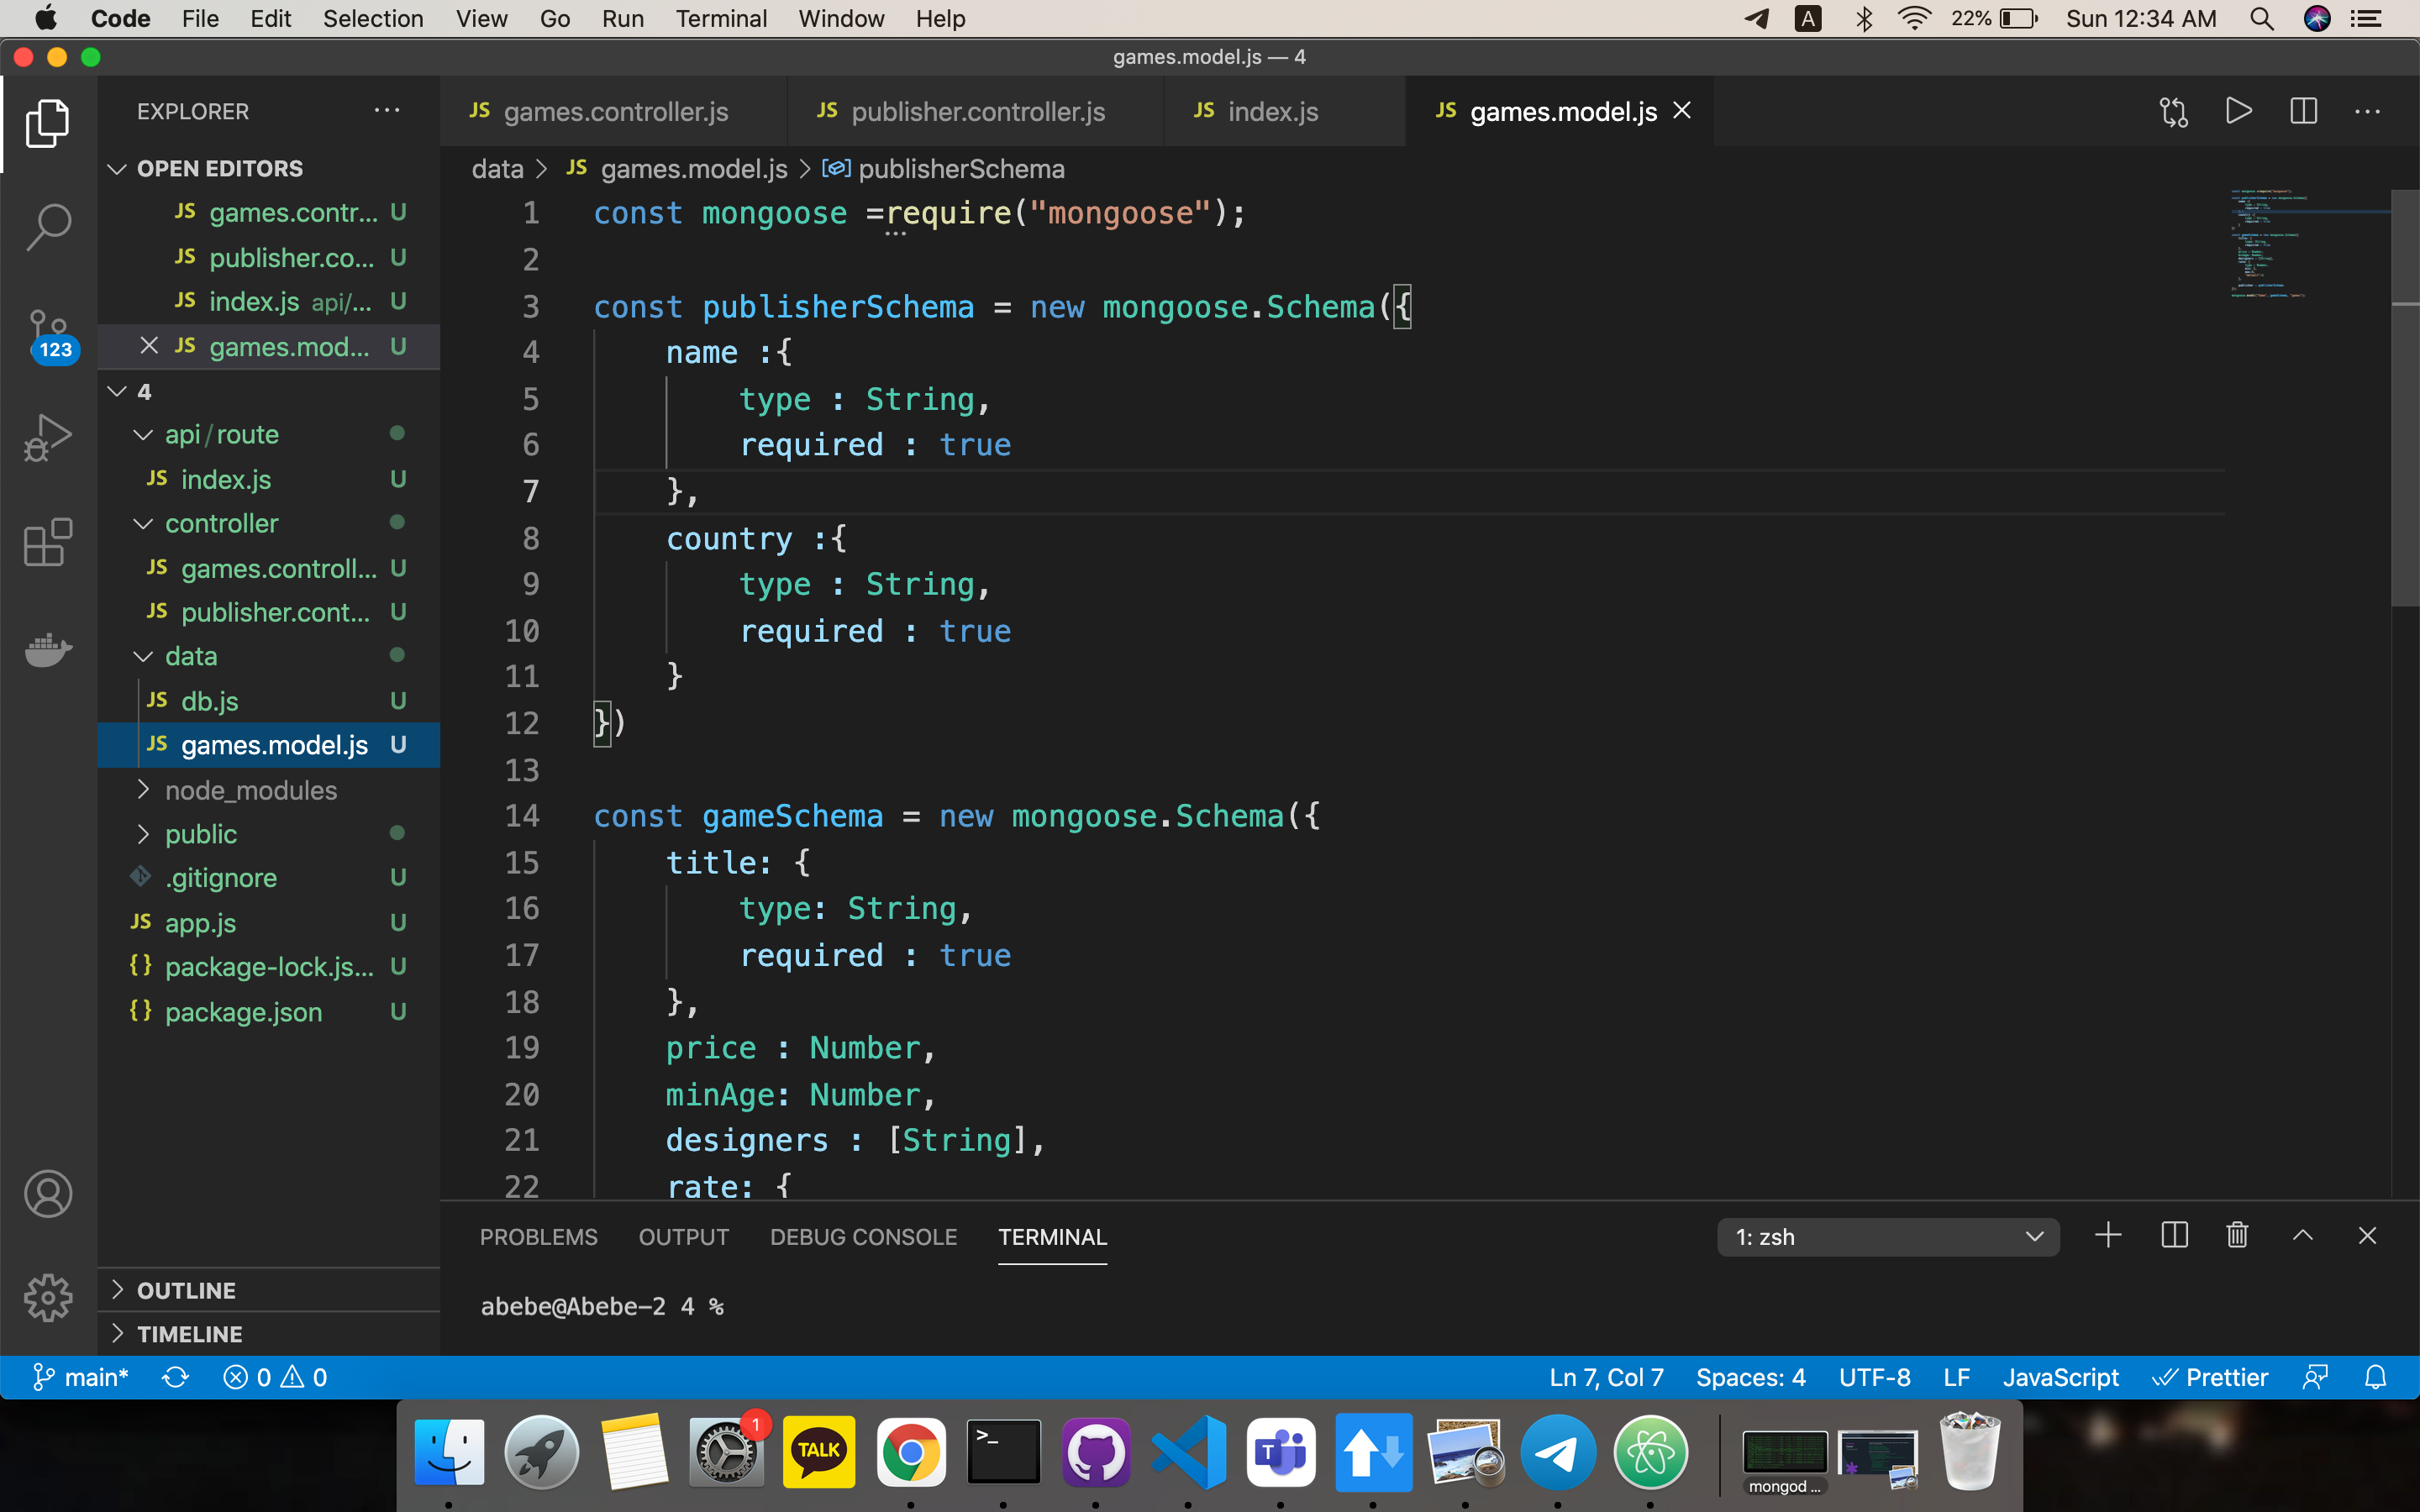 Code File Edit Selection View Go Run Terminal Window Help A 22% Sun 12:34 AM
games.model.js — 4
EXPLORER ···
JS games.controller.js JS publisher.controller.js JS index.js JS games.model.js
OPEN EDITORS
JS games.contr... U
JS publisher.co... U
JS index.js api/... U
JS games.mod... U
123
4
api/route
JS index.js U
controller
JS games.controll... U
JS publisher.cont... U
data
JS db.js U
JS games.model.js U
node_modules
public
.gitignore U
JS app.js U
{} package-lock.js... U
{} package.json U
OUTLINE
TIMELINE
data > JS games.model.js > publisherSchema
1 const mongoose =require("mongoose");
2
3 const publisherSchema = new mongoose.Schema({
4 name :{
5 type : String,
6 required : true
7 },
8 country :{
9 type : String,
10 required : true
11 }
12 })
13
14 const gameSchema = new mongoose.Schema({
15 title: {
16 type: String,
17 required : true
18 },
19 price : Number,
20 minAge: Number,
21 designers : [String],
22 rate: {
PROBLEMS OUTPUT DEBUG CONSOLE TERMINAL 1: zsh
abebe@Abebe-2 4 %
main* 0 0 Ln 7, Col 7 Spaces: 4 UTF-8 LF JavaScript Prettier
1
TALK
>_
T
mongod ...